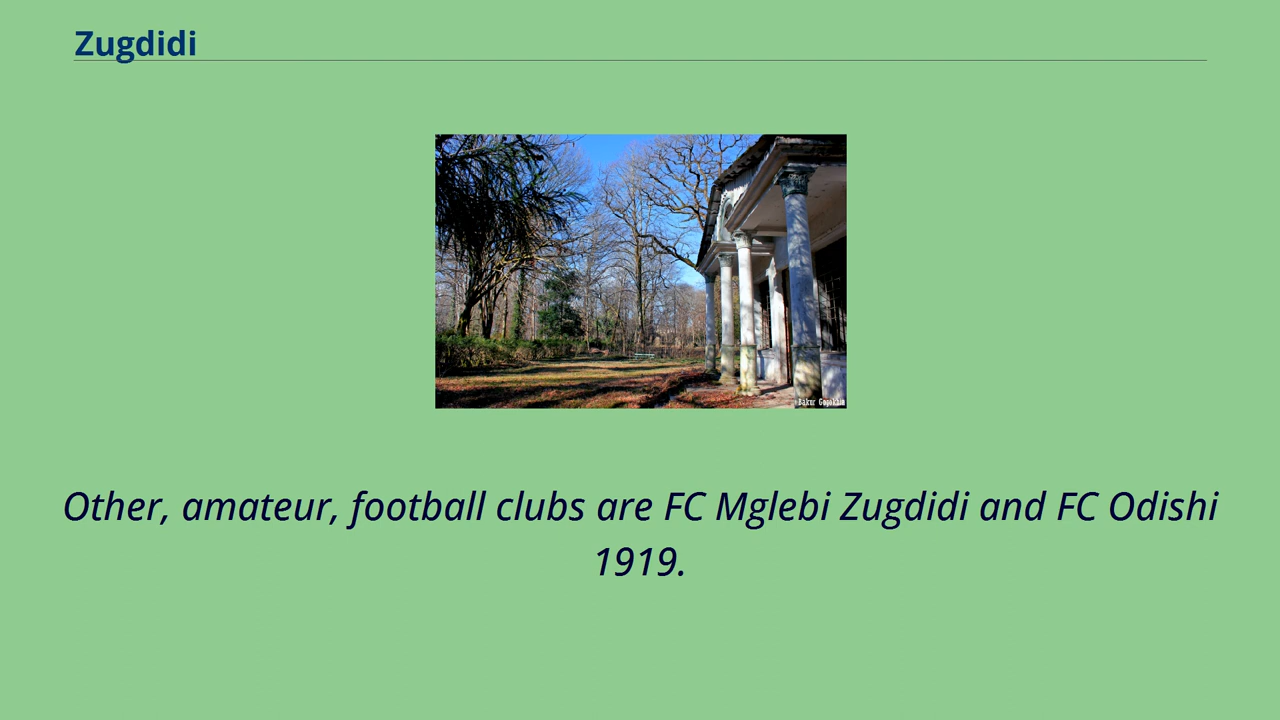 Zugdidi
Other, amateur, football clubs are FC Mglebi Zugdidi and FC Odishi
1919.